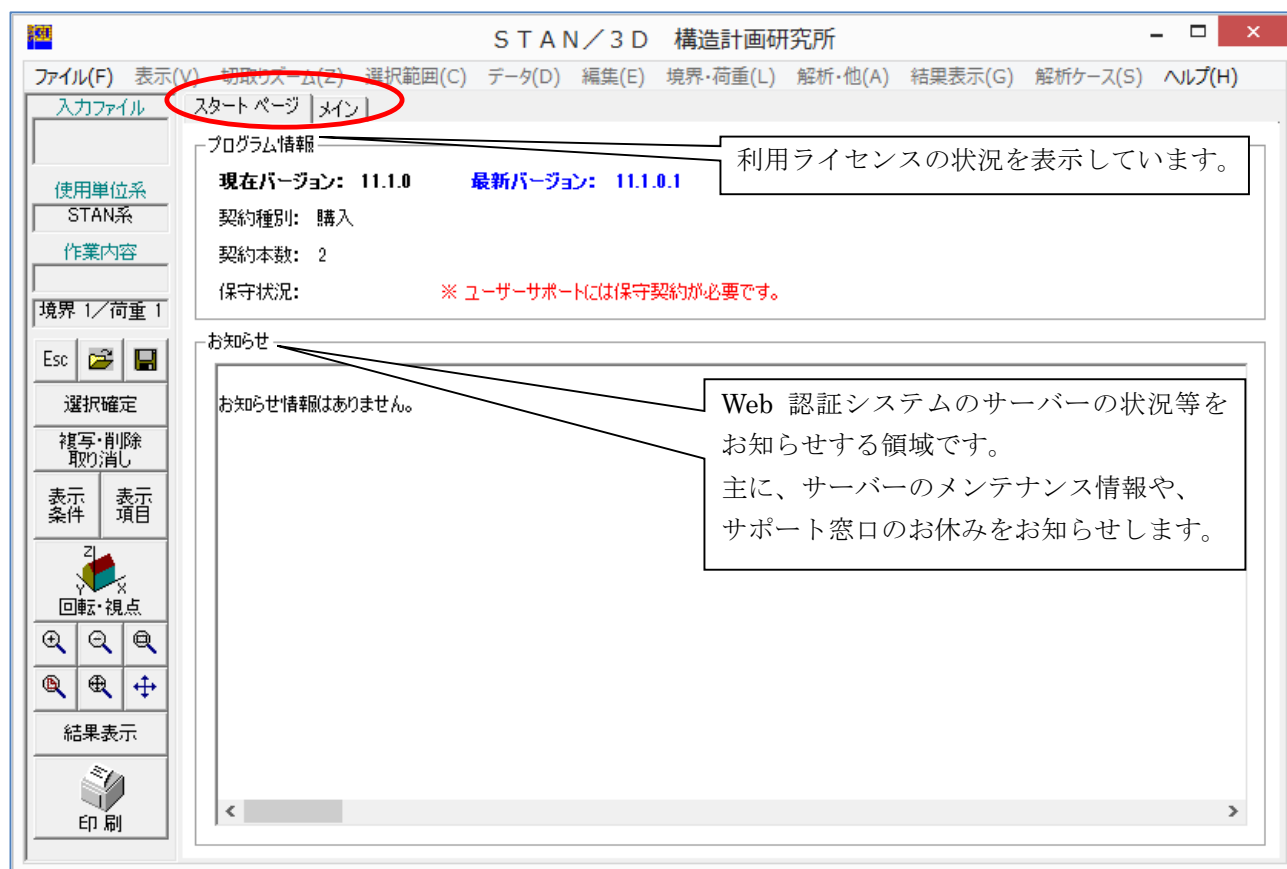 STAN／3D 構造計画研究所
ファイル(F) 表示(V) 切取りズーム(Z) 選択範囲(C) データ(D) 編集(E) 境界・荷重(L) 解析・他(A) 結果表示(G) 解析ケース(S) ヘルプ(H)
入力ファイル
使用単位系
STAN系
作業内容
境界 1／荷重 1
Esc
選択確定
複写・削除
取り消し
表示
条件
表示
項目
Z
Y
X
回転・視点
結果表示
印刷
スタート ページ
メイン
プログラム情報
現在バージョン： 11.1.0 最新バージョン： 11.1.0.1
契約種別： 購入
契約本数： 2
保守状況： ※ ユーザーサポートには保守契約が必要です。
利用ライセンスの状況を表示しています。
お知らせ
お知らせ情報はありません。
Web 認証システムのサーバーの状況等を
お知らせする領域です。
主に、サーバーのメンテナンス情報や、
サポート窓口のお休みをお知らせします。